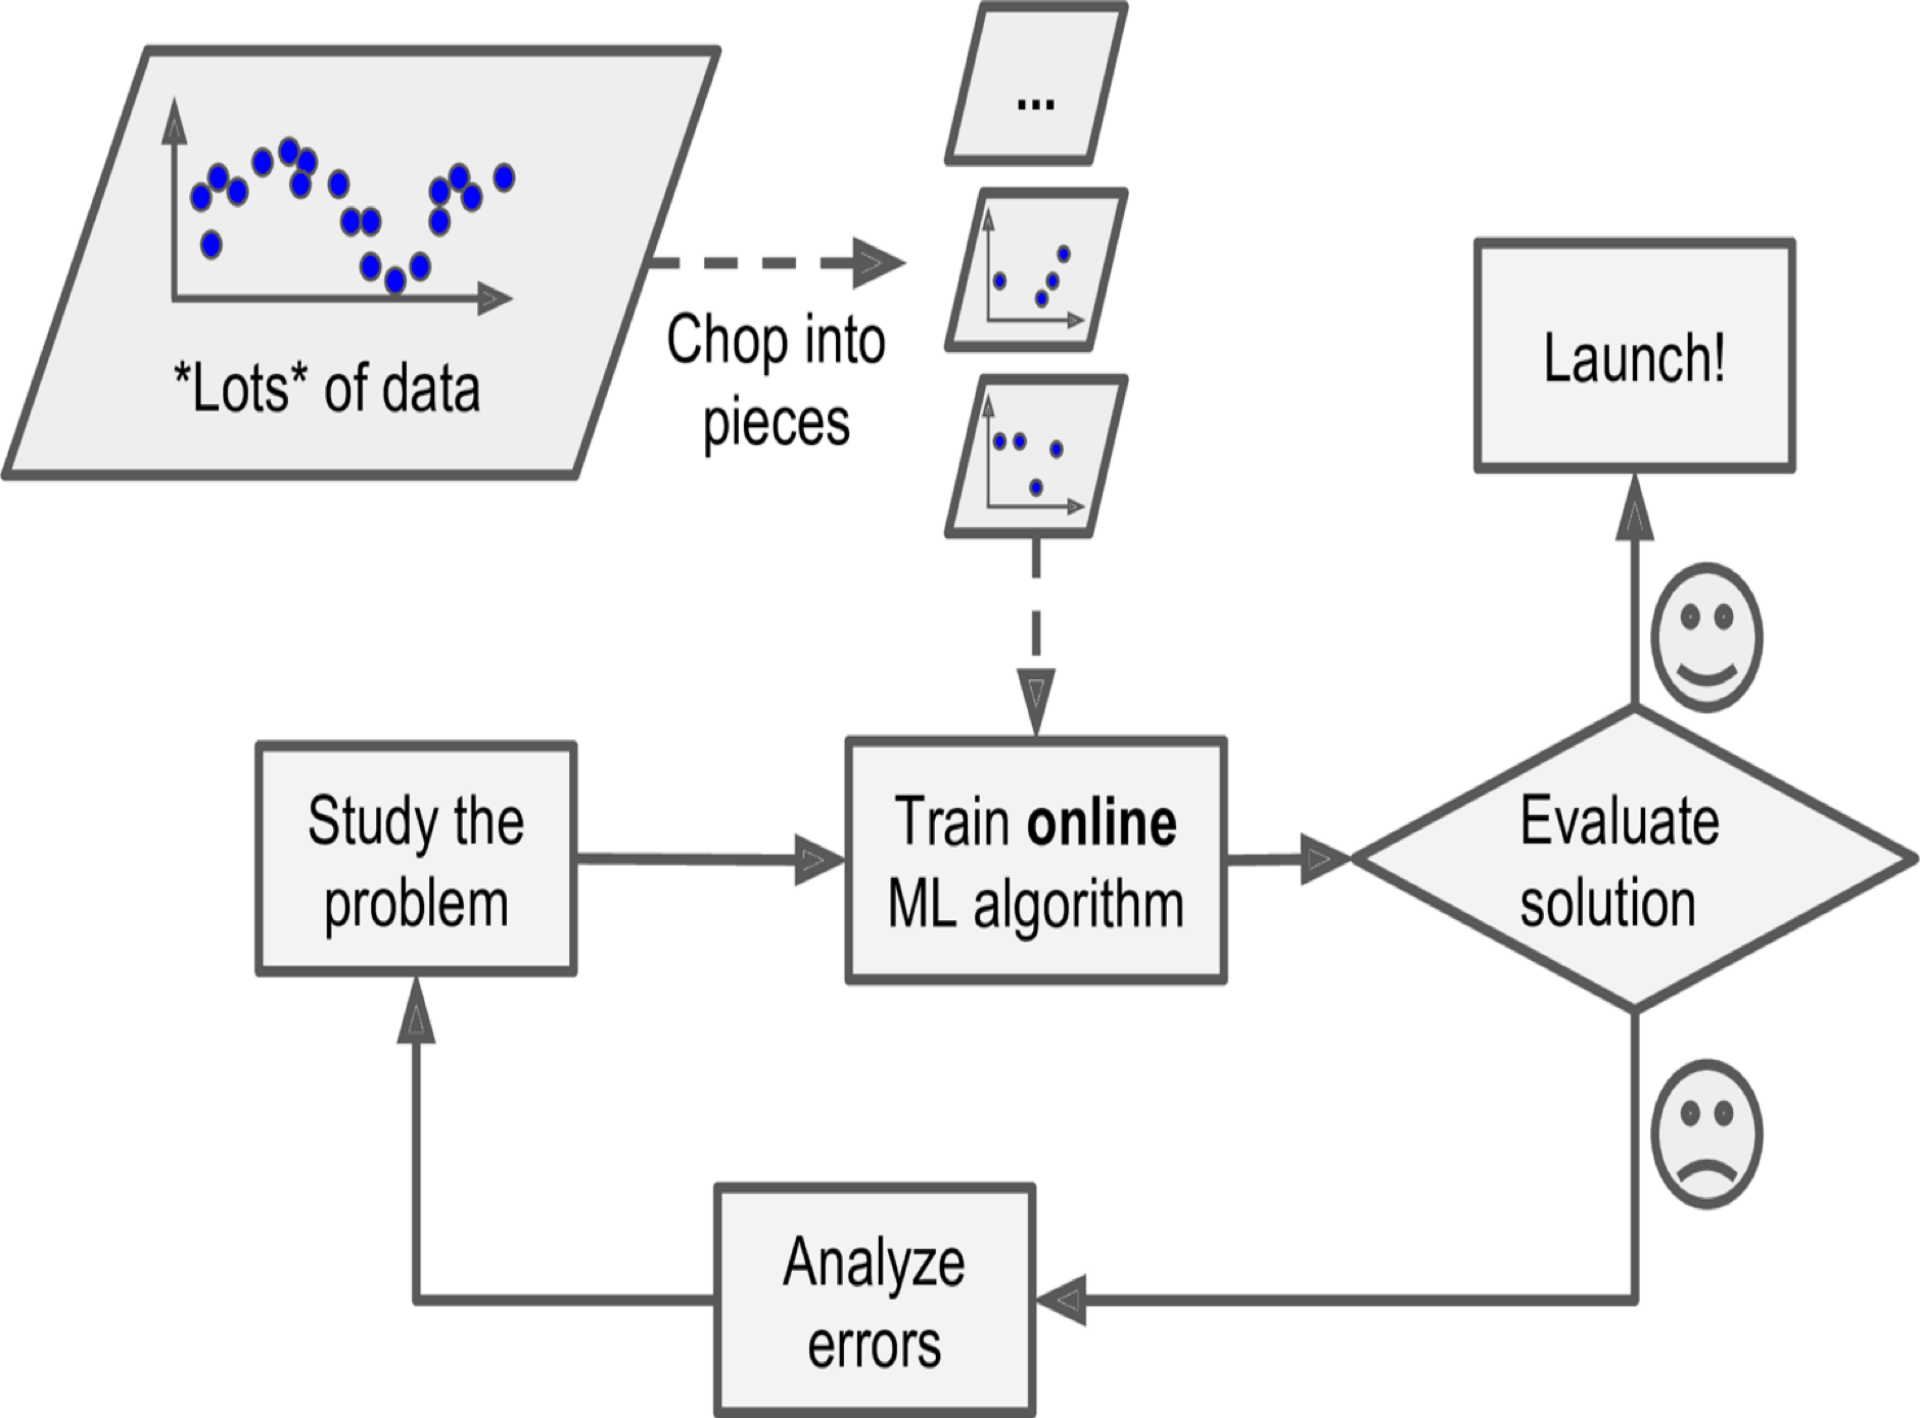 ...
*Lots* of data
Chop into
pieces
Launch!
Study the
problem
Train online
ML algorithm
Evaluate
solution
Analyze
errors